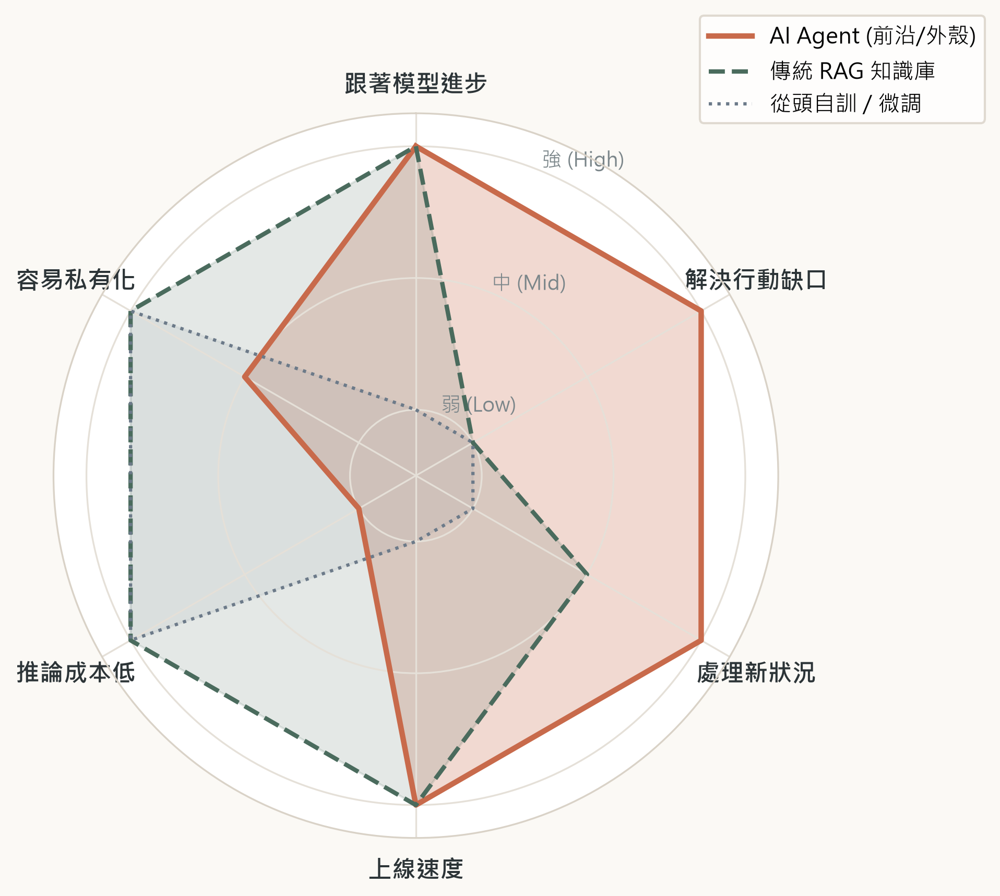 AI Agent (前沿/外殼)
傳統 RAG 知識庫
從頭自訓 / 微調
跟著模型進步
強 (High)
容易私有化
中 (Mid)
解決行動缺口
弱 (Low)
推論成本低
處理新狀況
上線速度